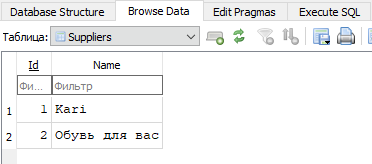 Database Structure Browse Data Edit Pragmas Execute SQL
Таблица: Suppliers
Id Name
Фи... Фильтр
1 1 Kari
2 2 Обувь для вас